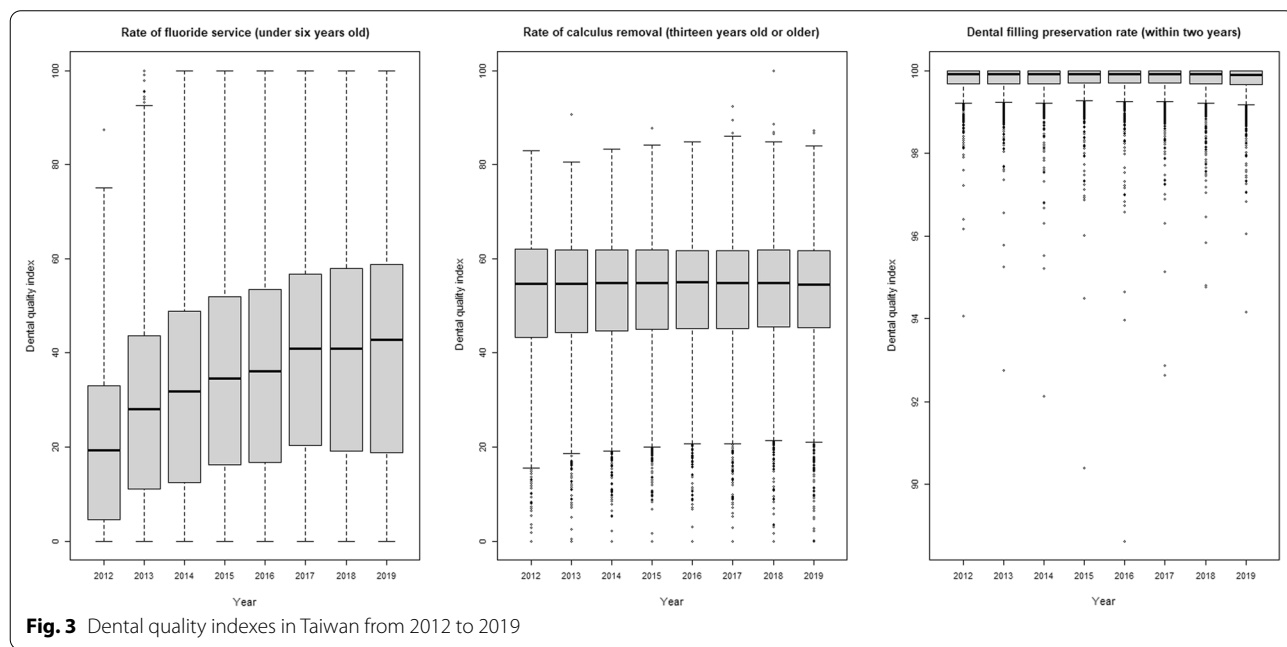 Rate of fluoride service (under six years old)
Dental quality index
100
80
60
40
20
0
2012 2013 2014 2015 2016 2017 2018 2019
Year
Rate of calculus removal (thirteen years old or older)
Dental quality index
100
80
60
40
20
0
2012 2013 2014 2015 2016 2017 2018 2019
Year
Dental filling preservation rate (within two years)
Dental quality index
100
98
96
94
92
90
2012 2013 2014 2015 2016 2017 2018 2019
Year
Fig. 3 Dental quality indexes in Taiwan from 2012 to 2019